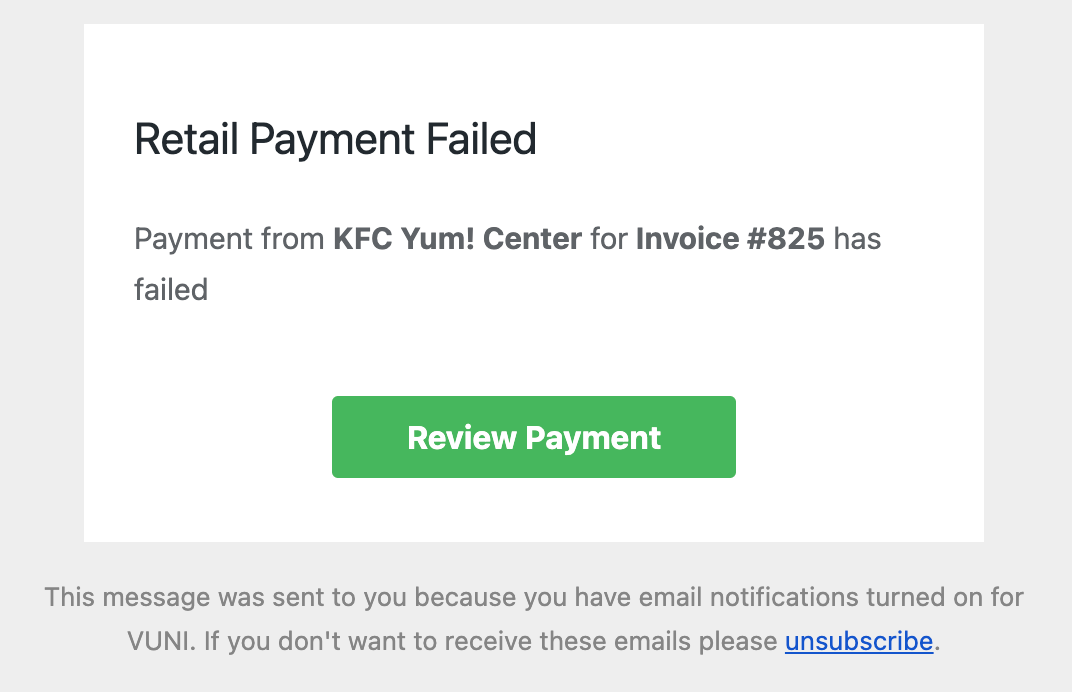 Retail Payment Failed
Payment from KFC Yum! Center for Invoice #825 has
failed
Review Payment
This message was sent to you because you have email notifications turned on for
VUNI. If you don't want to receive these emails please unsubscribe.